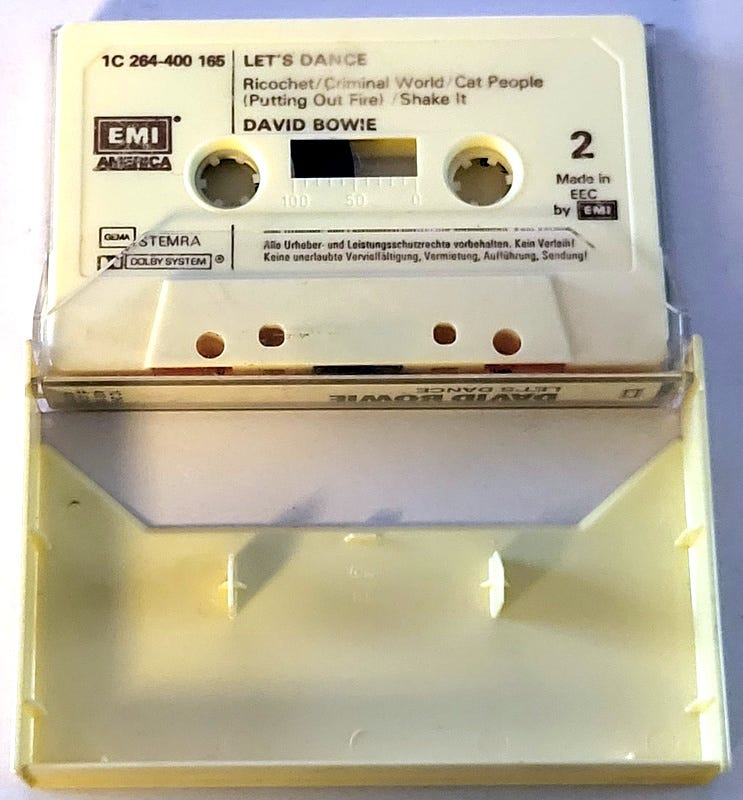 1C 264-400 165
LET'S DANCE
Ricochet/Criminal World/Cat People
(Putting Out Fire) /Shake It
DAVID BOWIE
EMI
AMERICA
2
Made in
EEC
by EMI
100 50 0
GEMA STEMRA
DOLBY SYSTEM ®
Alle Urheber- und Leistungsschutzrechte vorbehalten. Kein Verleih!
Keine unerlaubte Vervielfältigung, Vermietung, Aufführung, Sendung!
DAVID BOWIE
LET'S DANCE